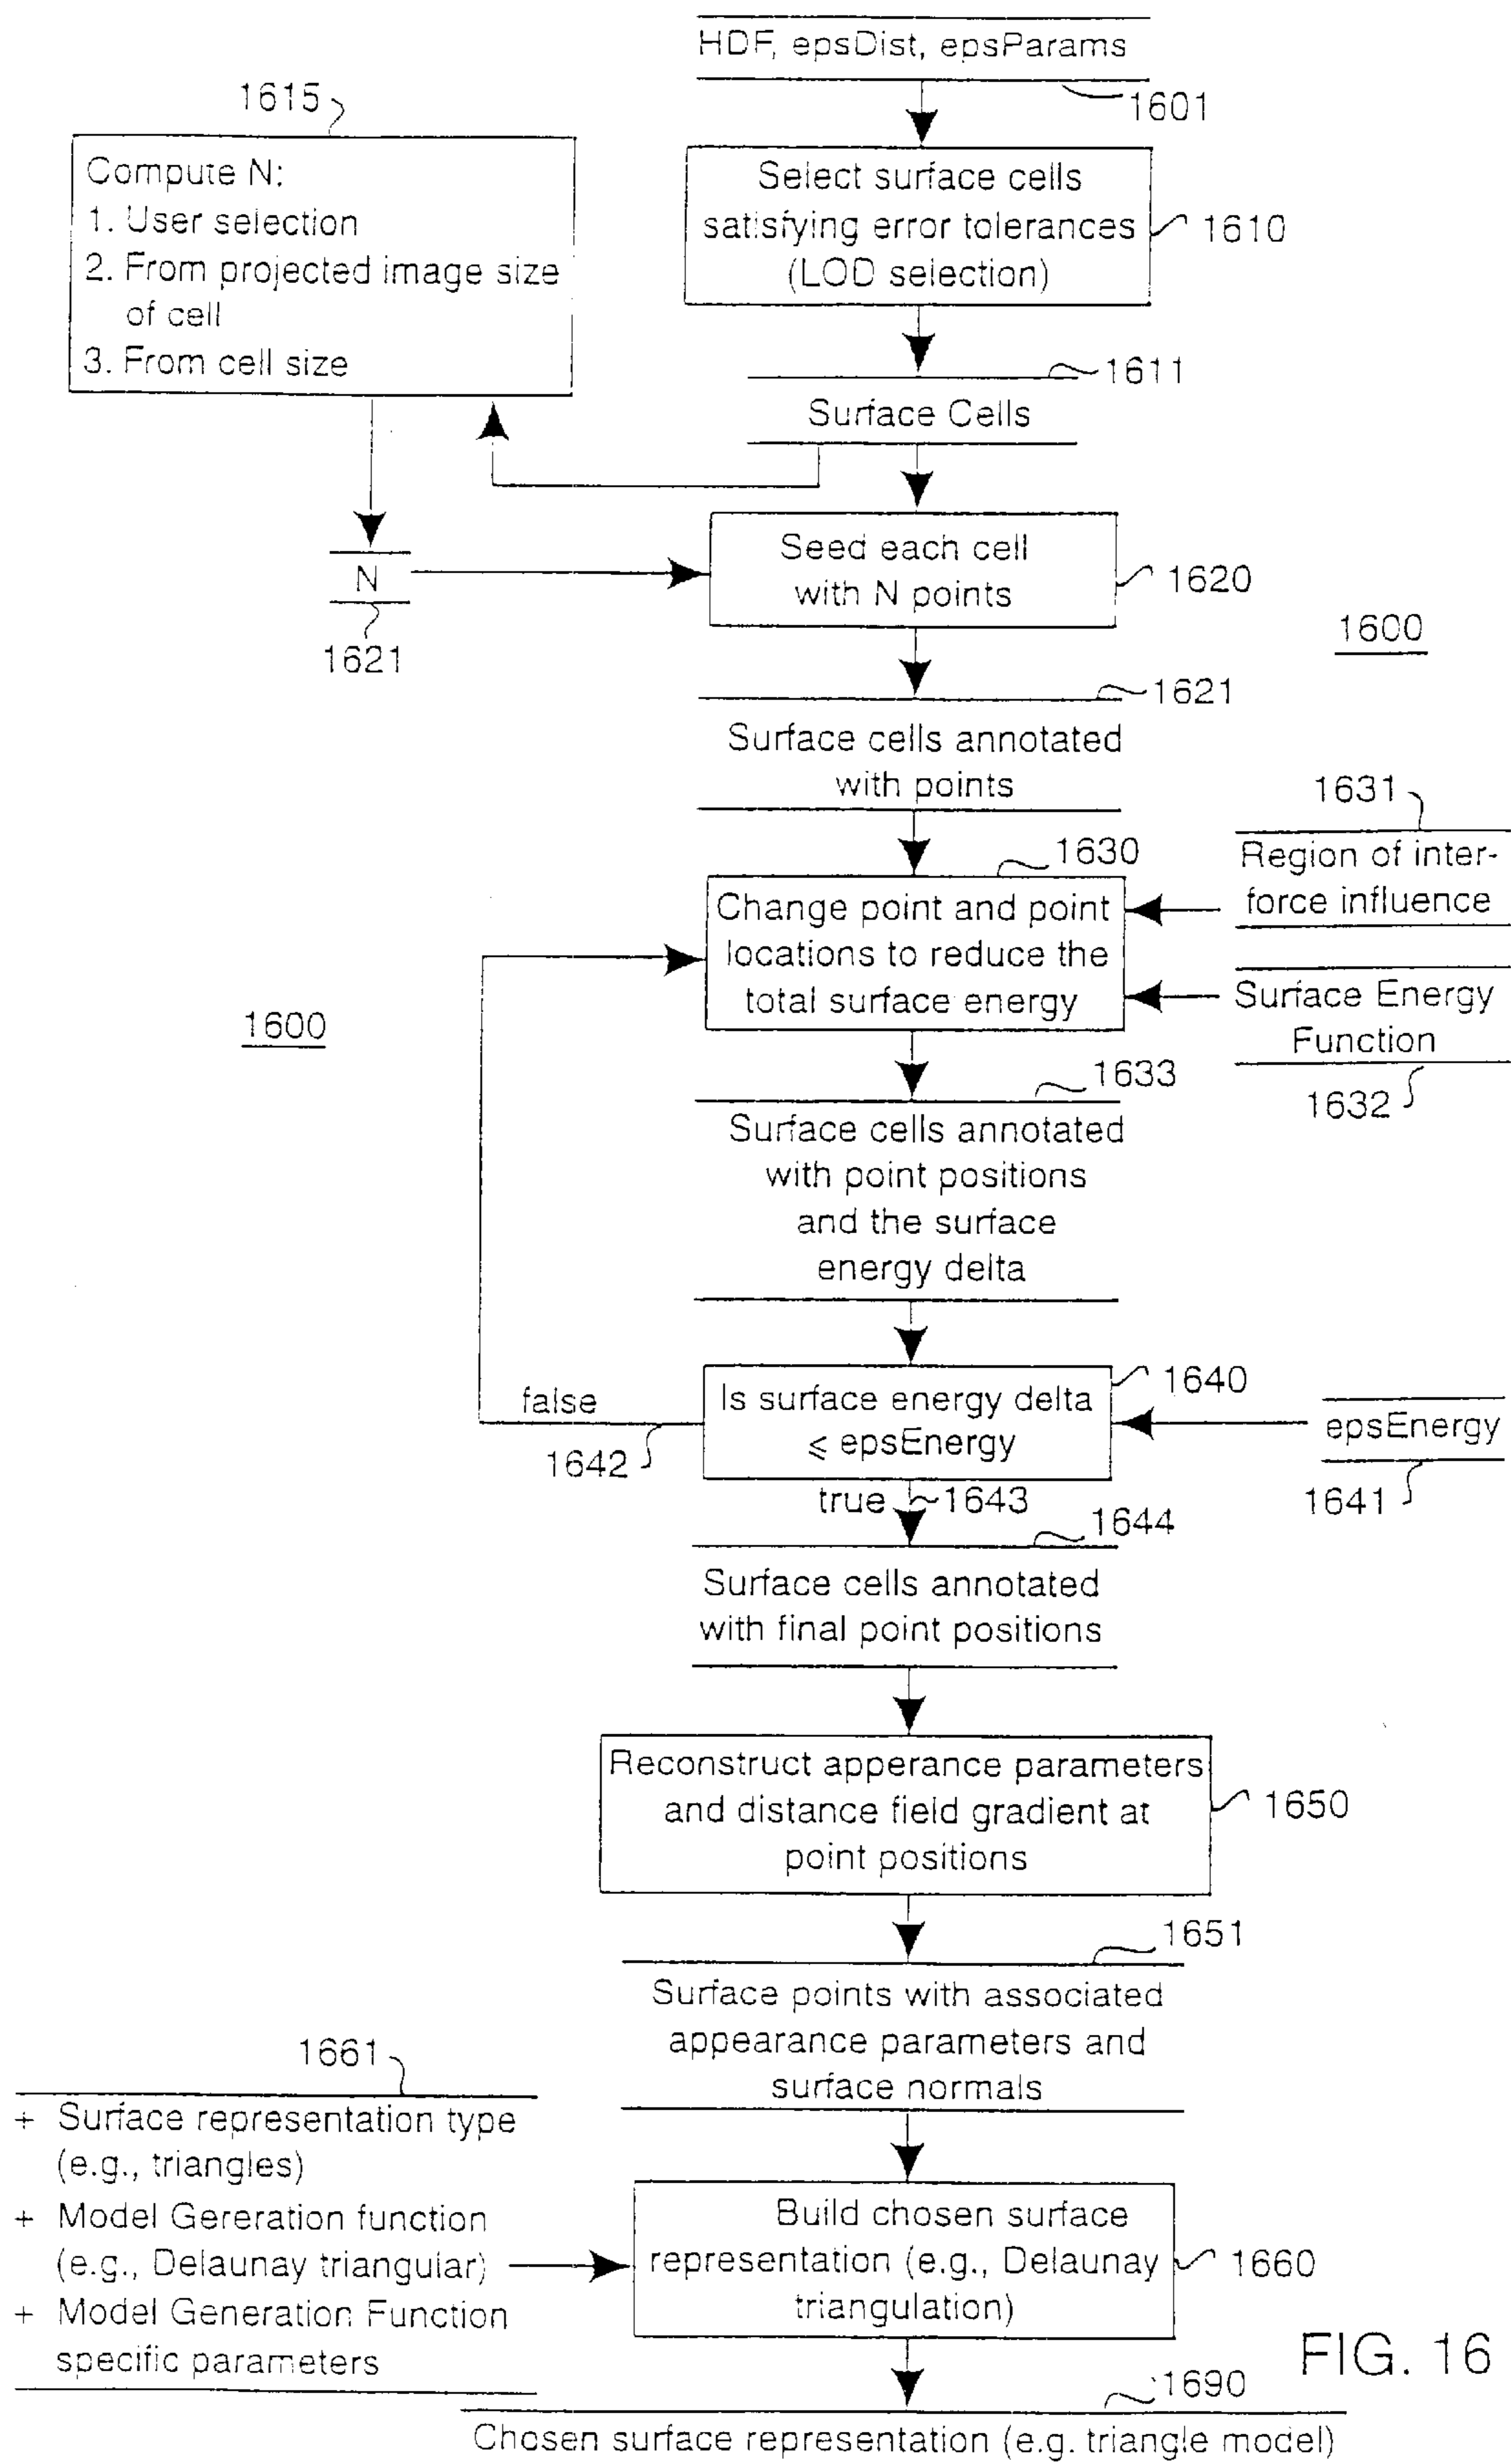 HDF, epsDist, epsParams
1601
1615
Compute N:
1. User selection
2. From projected image size
of cell
3. From cell size
Select surface cells
satisfying error tolerances
(LOD selection)
1610
1611
Surface Cells
Seed each cell
with N points
1620
N
1621
1600
1621
Surface cells annotated
with points
1631
Region of inter-
force influence
1630
Change point and point
locations to reduce the
total surface energy
Surface Energy
Function
1632
1600
1633
Surface cells annotated
with point positions
and the surface
energy delta
1640
Is surface energy delta
⩽ epsEnergy
false
1642
epsEnergy
1641
true
1643
1644
Surface cells annotated
with final point positions
Reconstruct apperance parameters
and distance field gradient at
point positions
1650
1651
Surface points with associated
appearance parameters and
surface normals
1661
+ Surface representation type
(e.g., triangles)
+ Model Gereration function
(e.g., Delaunay triangular)
+ Model Generation Function
specific parameters
Build chosen surface
representation (e.g., Delaunay
triangulation)
1660
FIG. 16
1690
Chosen surface representation (e.g. triangle model)